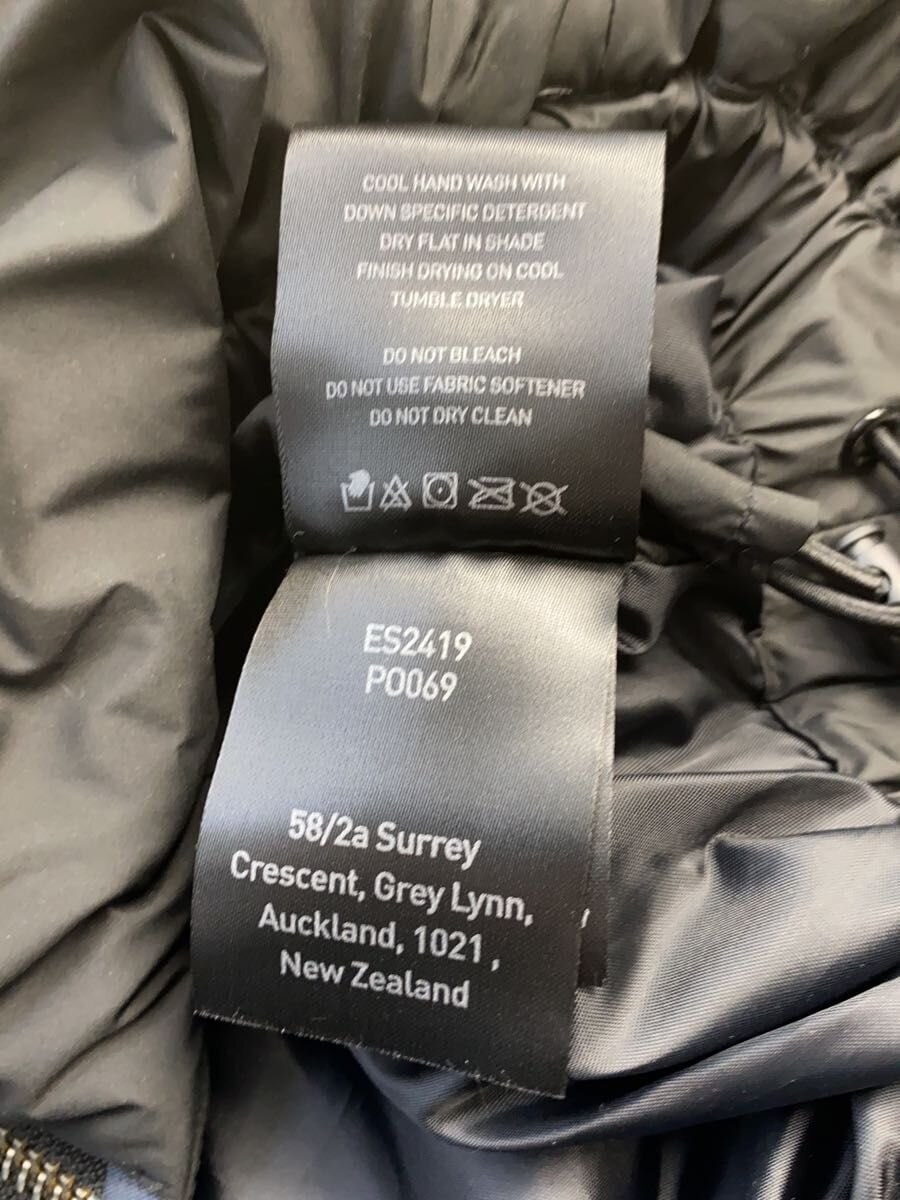 COOL HAND WASH WITH
DOWN SPECIFIC DETERGENT
DRY FLAT IN SHADE
FINISH DRYING ON COOL
TUMBLE DRYER
DO NOT BLEACH
DO NOT USE FABRIC SOFTENER
DO NOT DRY CLEAN
ES2419
P0069
58/2a Surrey
Crescent, Grey Lynn,
Auckland, 1021 ,
New Zealand